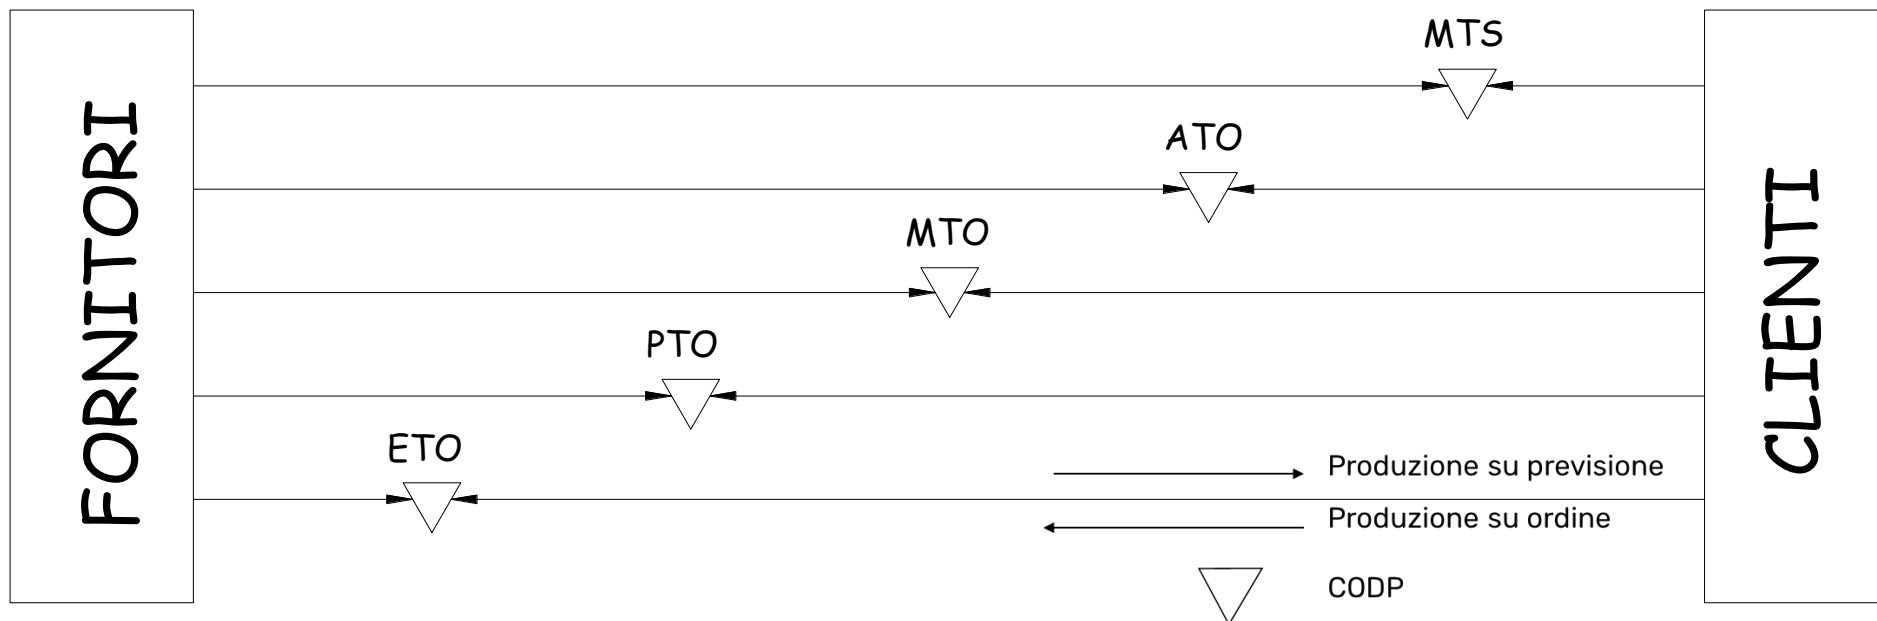 MTS
ATO
MTO
PTO
ETO
FORNITORI
CLIENTI
Produzione su previsione
Produzione su ordine
CODP